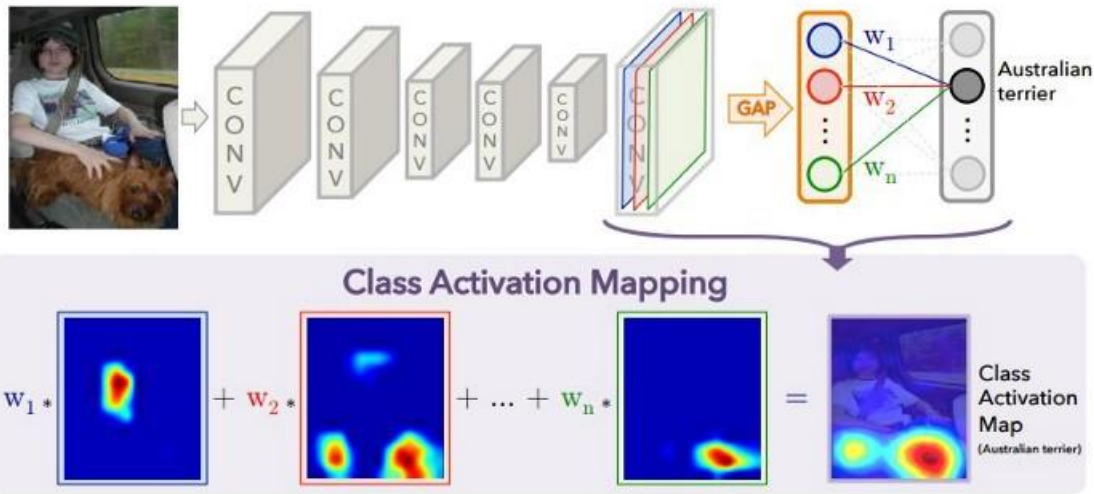 CONV
CONV
CONV
CONV
CONV
CONV
GAP
w1
w2
wn
Australian
terrier
Class Activation Mapping
w1 * + w2 * + ... + wn * =
Class
Activation
Map
(Australian terrier)